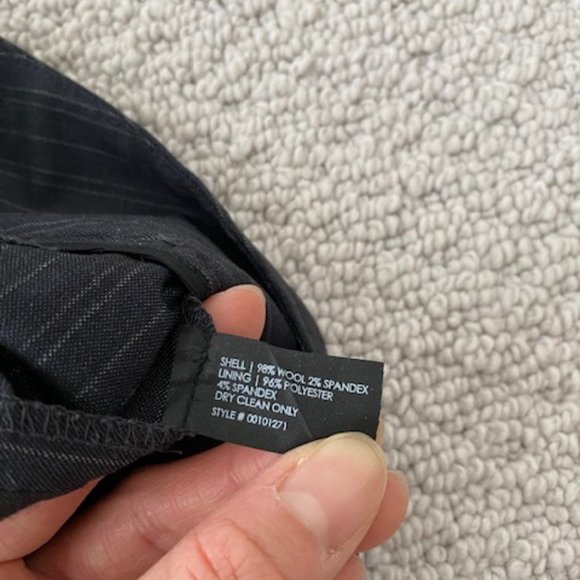 SHELL | 98% WOOL 2% SPANDEX
LINING | 96% POLYESTER
4% SPANDEX
DRY CLEAN ONLY
STYLE # 00101271